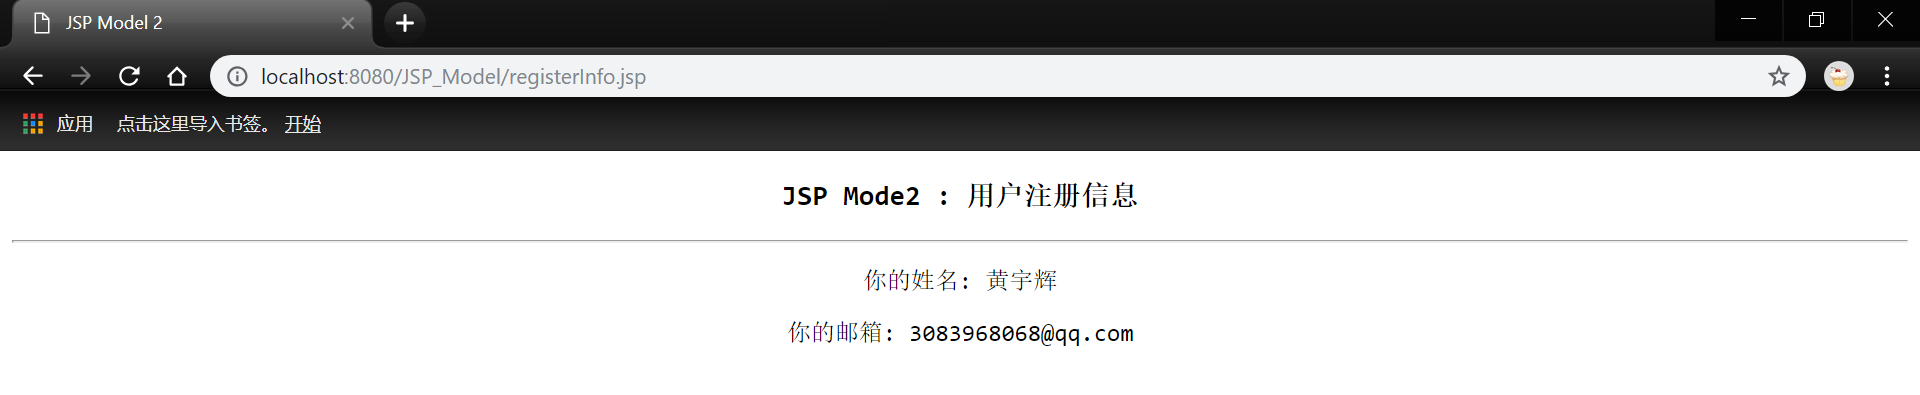 JSP Model 2
localhost:8080/JSP_Model/registerInfo.jsp
应用 点击这里导入书签。 开始
JSP Mode2 : 用户注册信息
你的姓名: 黄宇辉
你的邮箱: 3083968068@qq.com